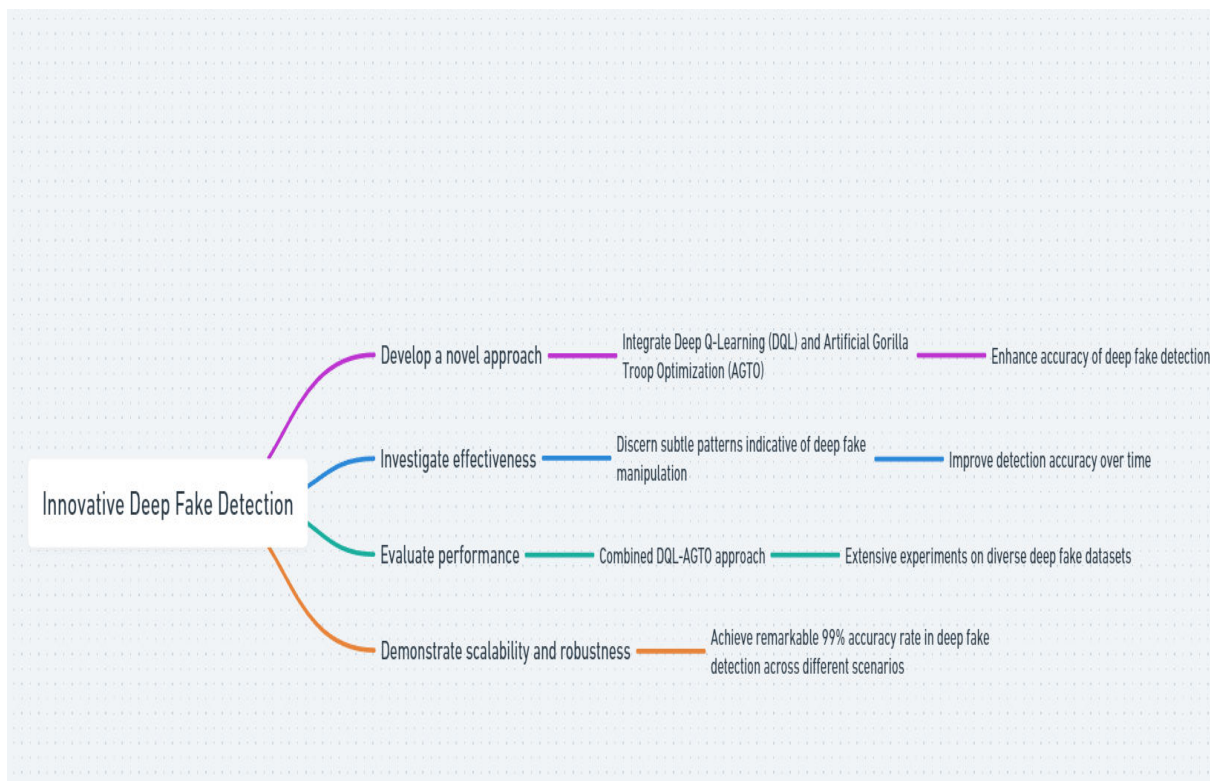 Innovative Deep Fake Detection
Develop a novel approach
Integrate Deep Q-Learning (DQL) and Artificial Gorilla
Troop Optimization (AGTO)
Enhance accuracy of deep fake detection
Investigate effectiveness
Discern subtle patterns indicative of deep fake
manipulation
Improve detection accuracy over time
Evaluate performance
Combined DQL-AGTO approach
Extensive experiments on diverse deep fake datasets
Demonstrate scalability and robustness
Achieve remarkable 99% accuracy rate in deep fake
detection across different scenarios